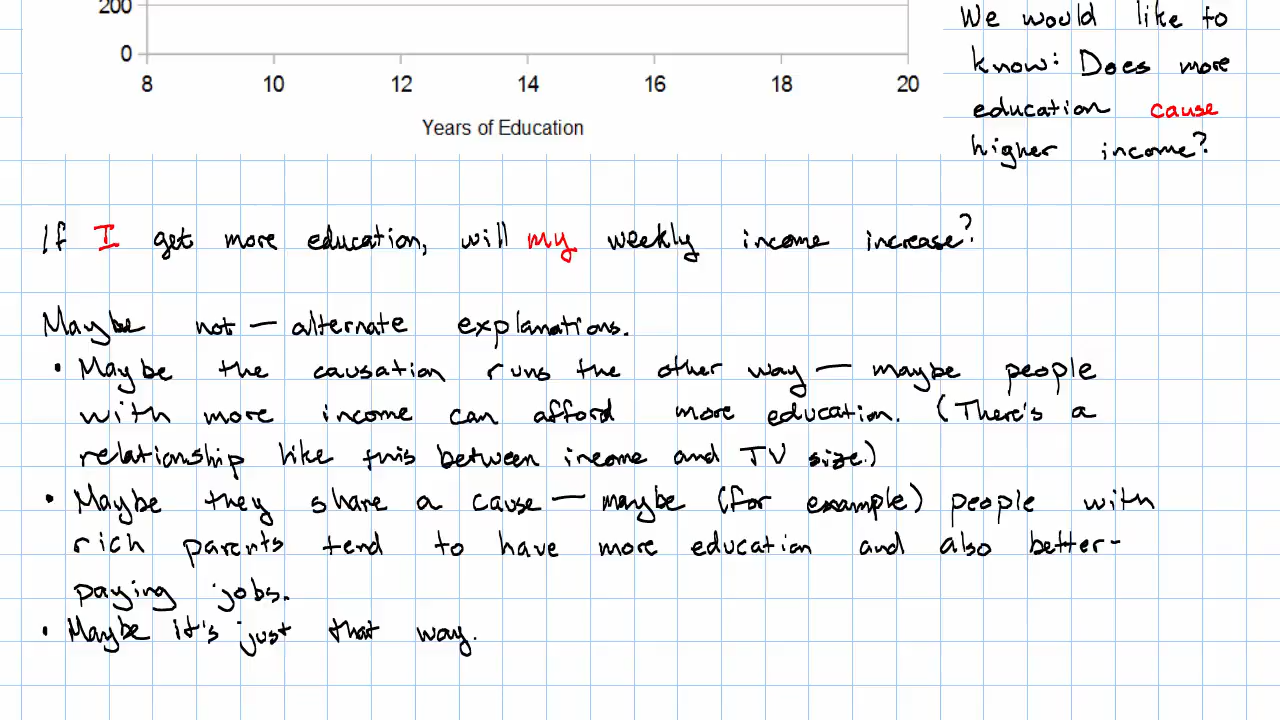 200
0
8 10 12 14 16 18 20
Years of Education
We would like to
know: Does more
education cause
higher income?
If I get more education, will my weekly income increase?
Maybe not — alternate explanations.
• Maybe the causation runs the other way — maybe people
with more income can afford more education. (There's a
relationship like this between income and TV size.)
• Maybe they share a cause — maybe (for example) people with
rich parents tend to have more education and also better-
paying jobs.
• Maybe it's just that way.